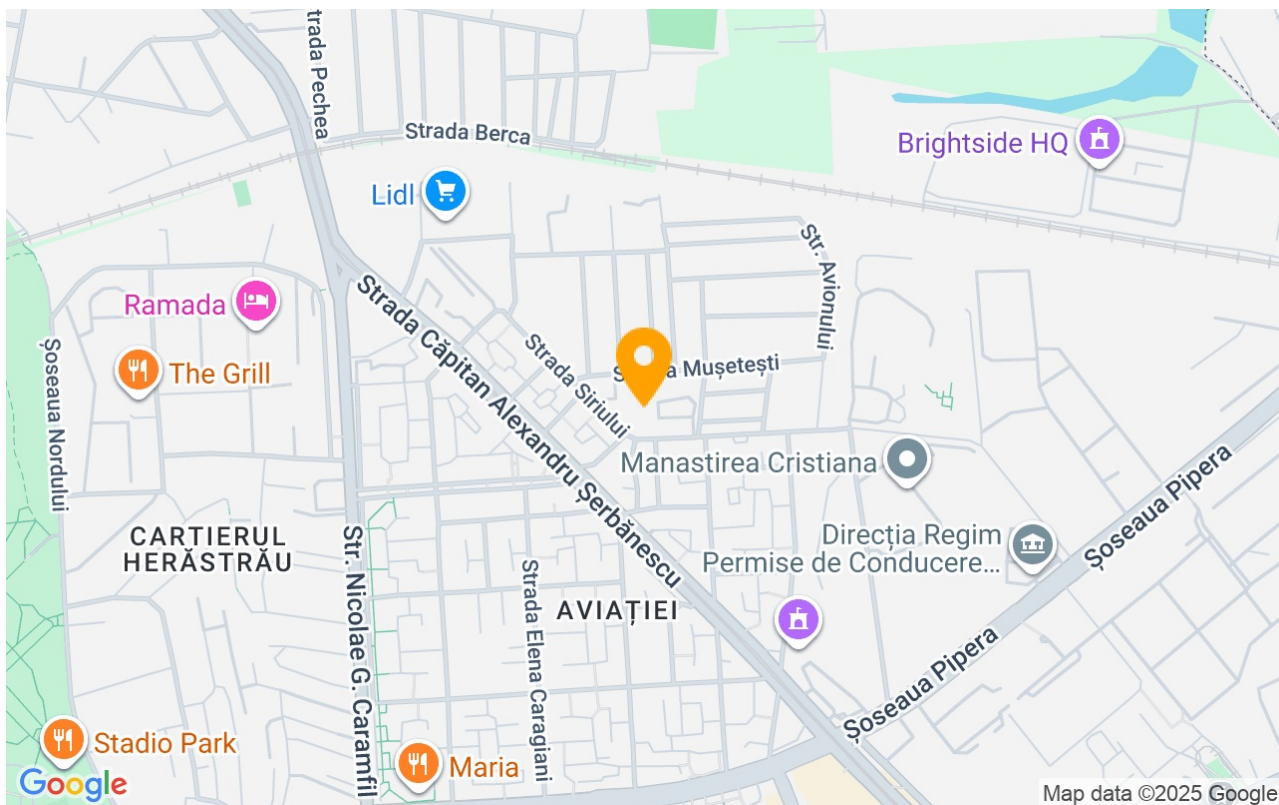 trada Pechea
Strada Berca
Brightside HQ
Lidl
Str. Avionului
Ramada
Strada Căpitan Alexandru Șerbănescu
Strada Siriului
Mușetești
Șoseaua Nordului
The Grill
Manastirea Cristiana
Șoseaua Pipera
CARTIERUL
HERĂSTRĂU
Str. Nicolae G. Caramfil
Direcția Regim
Permise de Conducere...
Strada Elena Caragiani
AVIAȚIEI
Șoseaua Pipera
Stadio Park
Maria
Google
Map data ©2025 Google